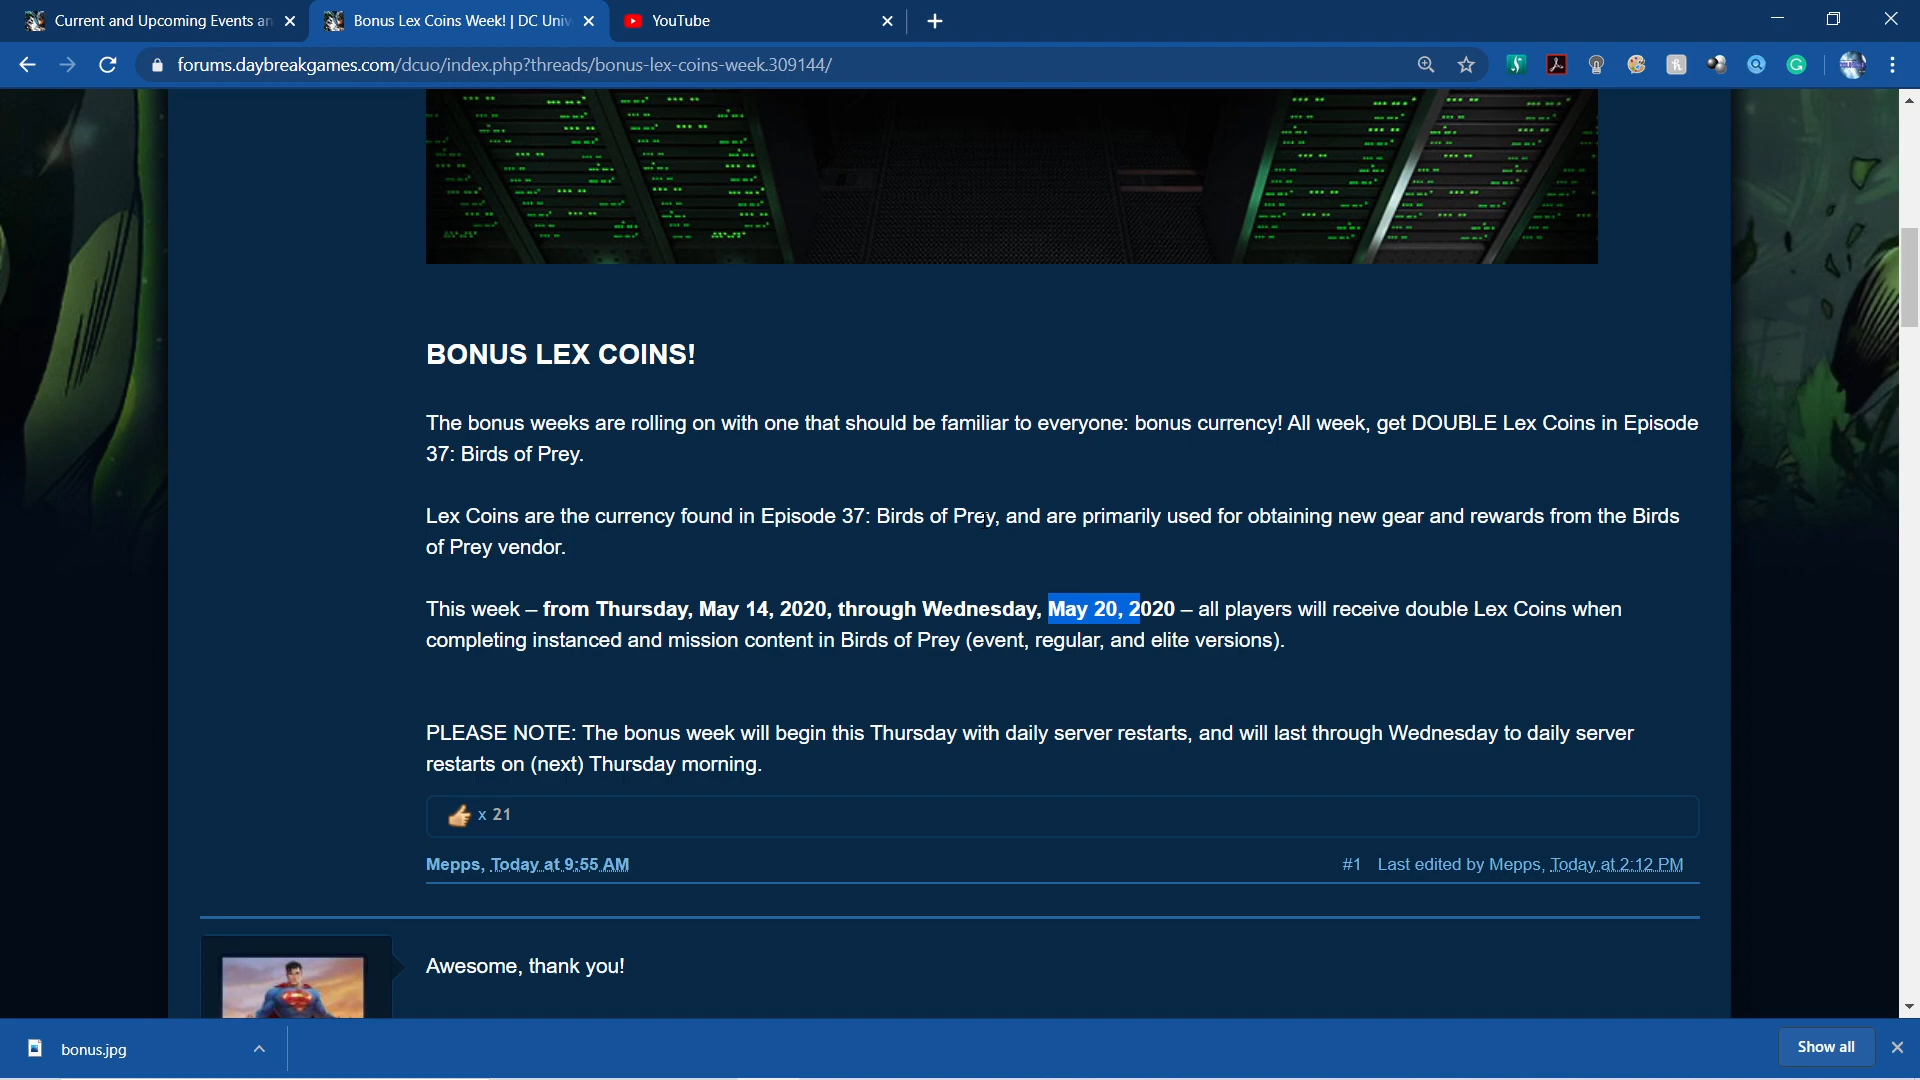 Current and Upcoming Events an
Bonus Lex Coins Week! | DC Univ
YouTube
forums.daybreakgames.com/dcuo/index.php?threads/bonus-lex-coins-week.309144/
BONUS LEX COINS!
The bonus weeks are rolling on with one that should be familiar to everyone: bonus currency! All week, get DOUBLE Lex Coins in Episode
37: Birds of Prey.
Lex Coins are the currency found in Episode 37: Birds of Prey, and are primarily used for obtaining new gear and rewards from the Birds
of Prey vendor.
This week – from Thursday, May 14, 2020, through Wednesday, May 20, 2020 – all players will receive double Lex Coins when
completing instanced and mission content in Birds of Prey (event, regular, and elite versions).
PLEASE NOTE: The bonus week will begin this Thursday with daily server restarts, and will last through Wednesday to daily server
restarts on (next) Thursday morning.
x 21
Mepps, Today at 9:55 AM
#1 Last edited by Mepps, Today at 2:12 PM
Awesome, thank you!
bonus.jpg
Show all